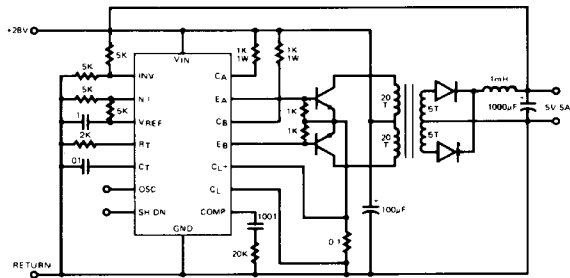 +28V
5K
VIN
1K
1W
1K
1W
1mH
5K
INV
CA
5K
N.I.
5K
EA
1K
20
T
5T
1000µF
5V 5A
.1
VREF
CB
1K
2K
RT
EB
20
T
5T
.01
CT
CL+
OSC
CL
100µF
SH DN
COMP
.1001
GND
20K
0.1
RETURN